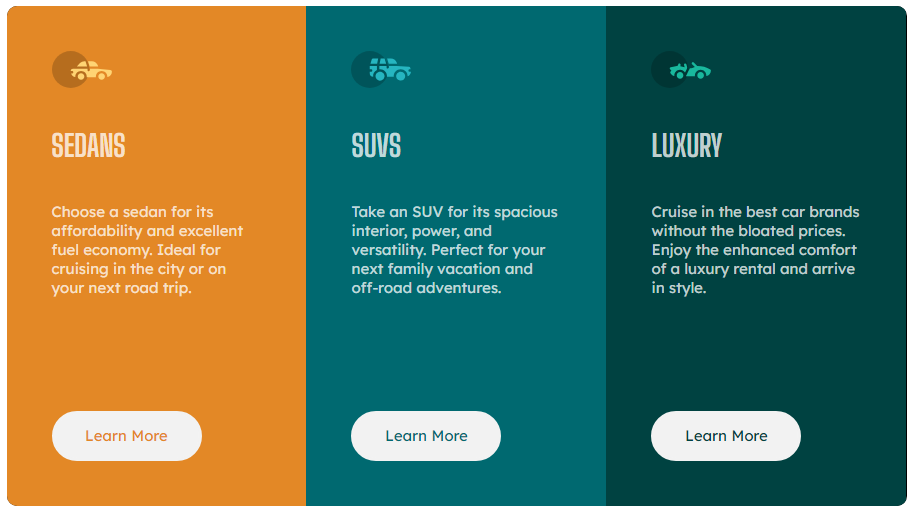 SEDANS
Choose a sedan for its
affordability and excellent
fuel economy. Ideal for
cruising in the city or on
your next road trip.
Learn More
SUVS
Take an SUV for its spacious
interior, power, and
versatility. Perfect for your
next family vacation and
off-road adventures.
Learn More
LUXURY
Cruise in the best car brands
without the bloated prices.
Enjoy the enhanced comfort
of a luxury rental and arrive
in style.
Learn More